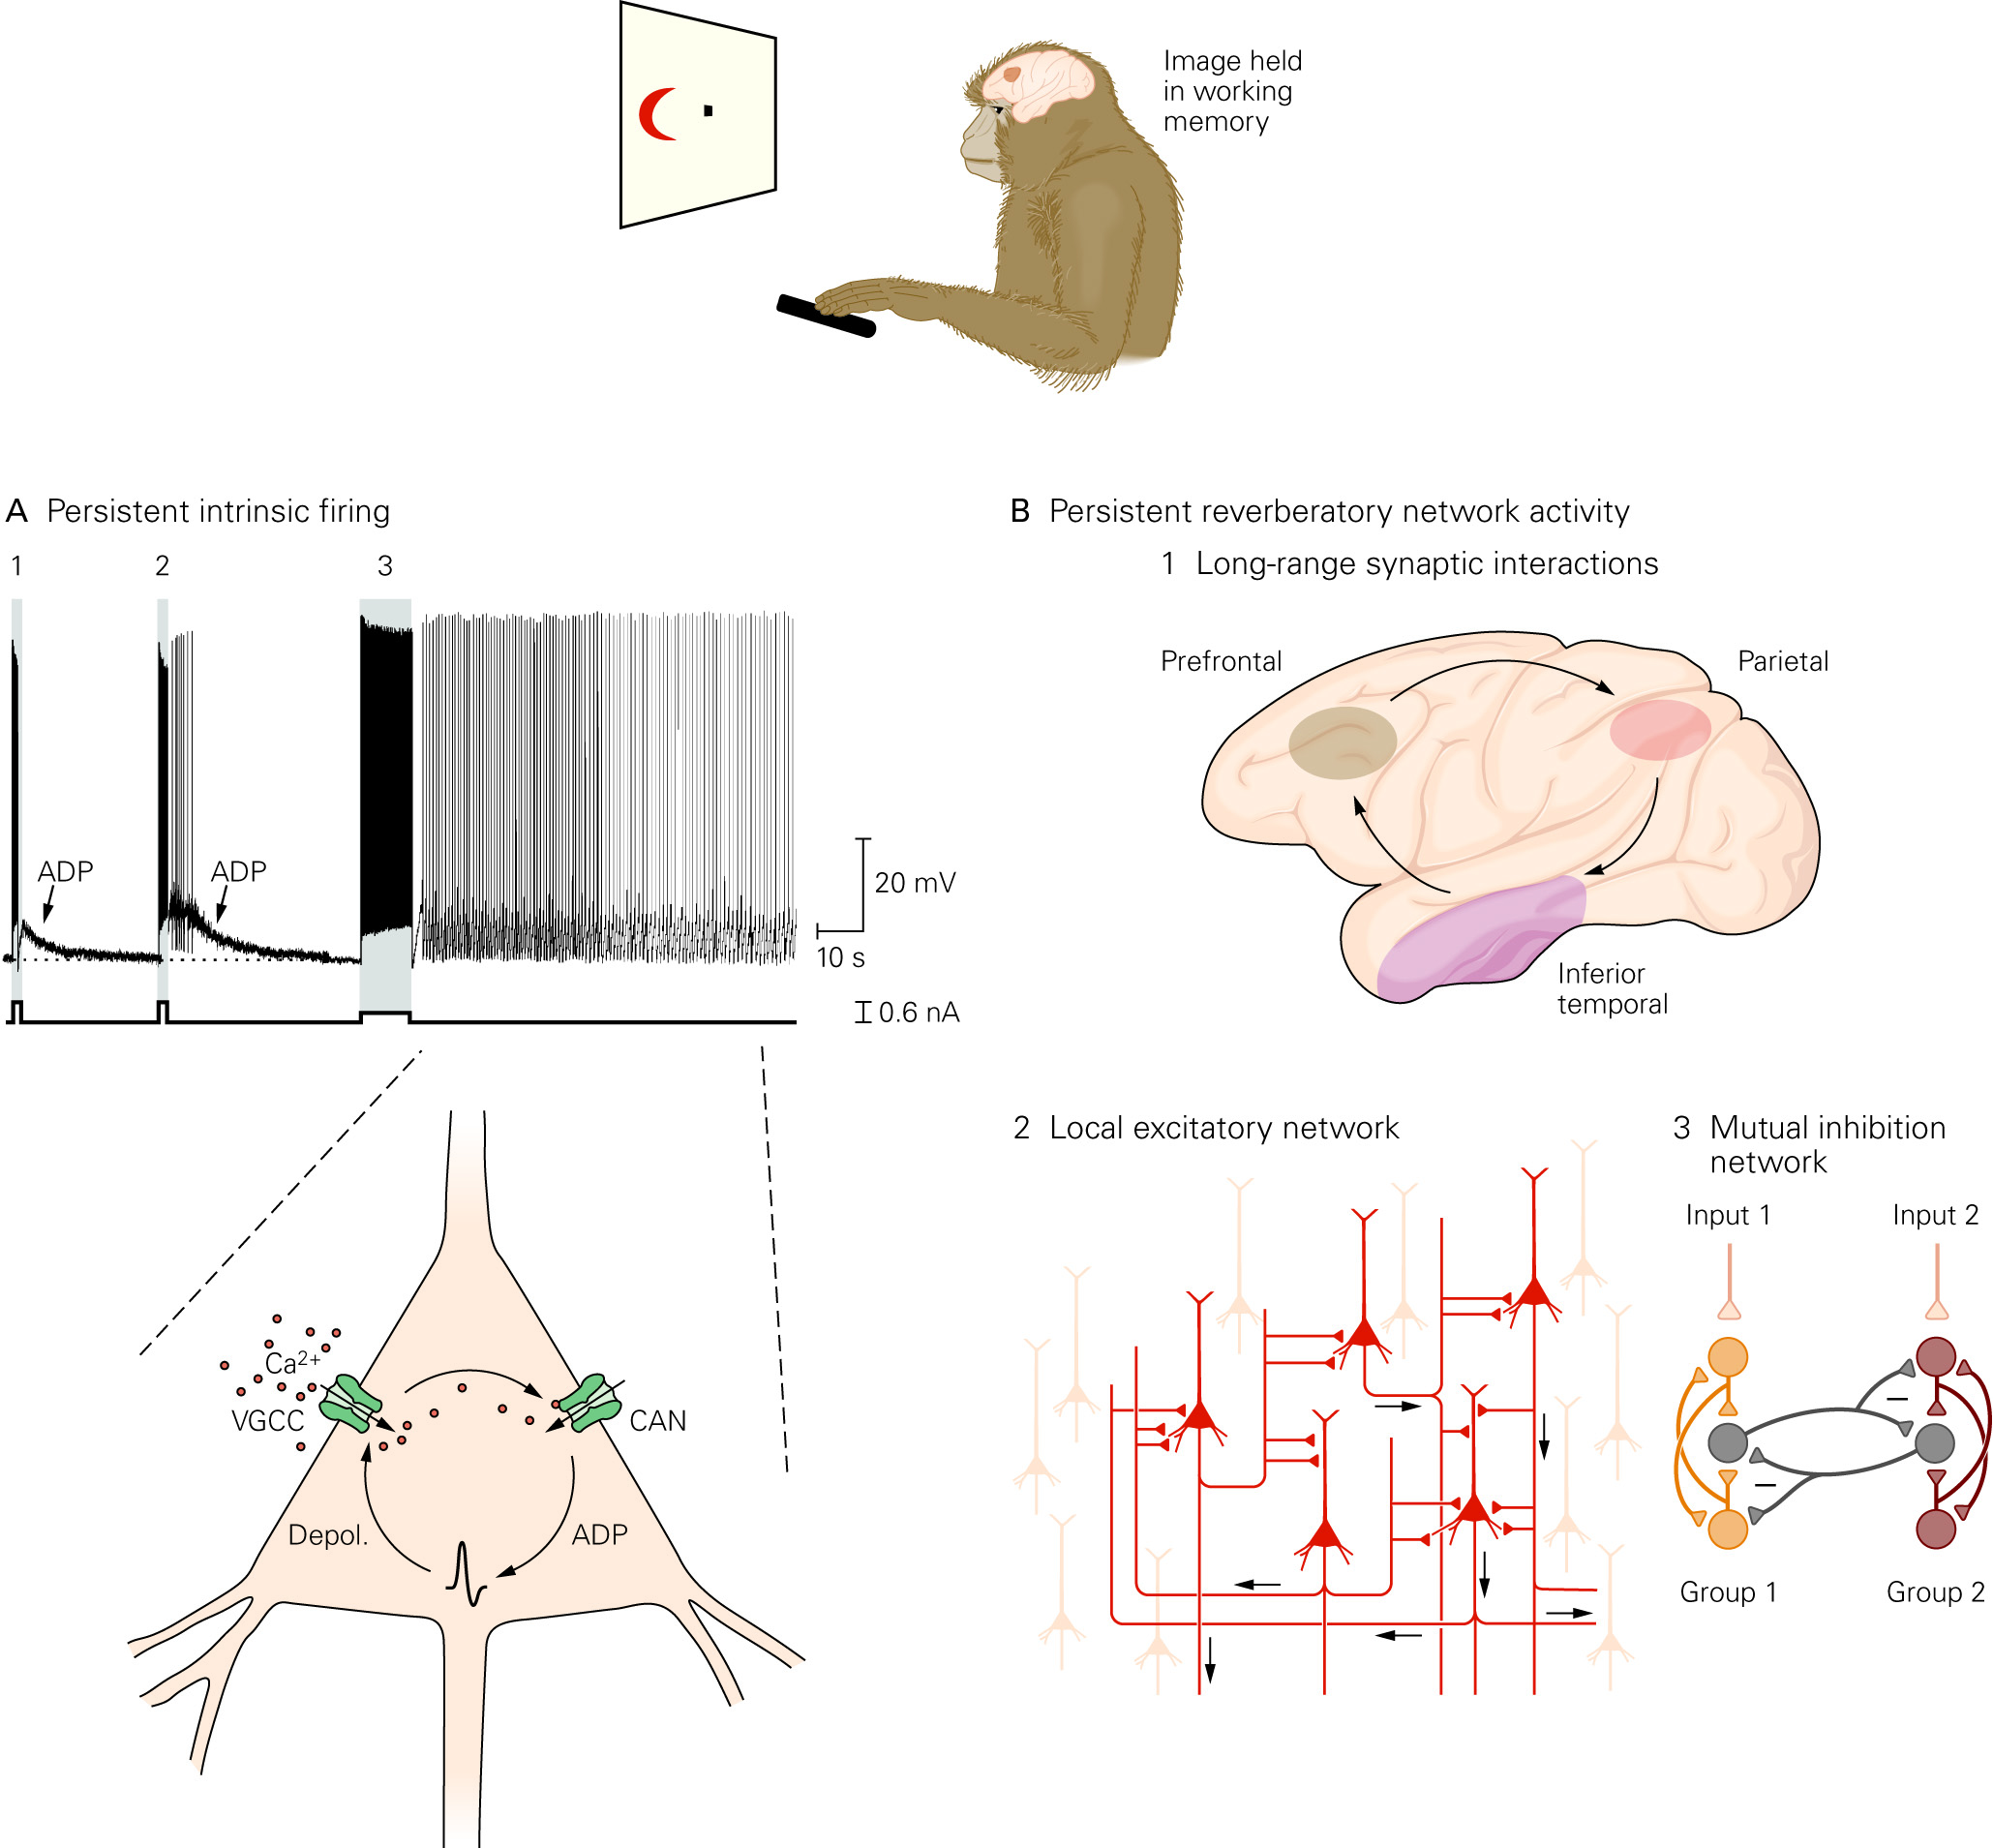 Image held
in working
memory
A Persistent intrinsic firing
1 2 3
ADP
ADP
20 mV
10 s
0.6 nA
Ca2+
VGCC
CAN
Depol.
ADP
B Persistent reverberatory network activity
1 Long-range synaptic interactions
Prefrontal
Parietal
Inferior
temporal
2 Local excitatory network
3 Mutual inhibition
network
Input 1
Input 2
–
–
Group 1
Group 2